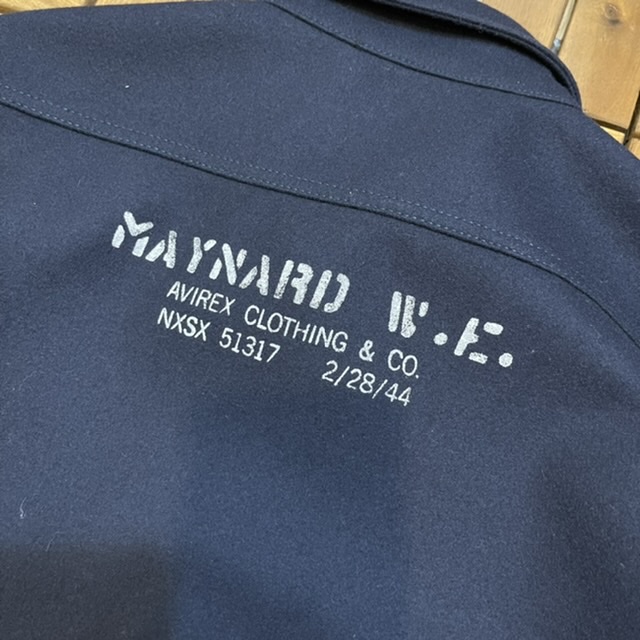 MAYNARD W.E.
AVIREX CLOTHING & CO.
NXSX 51317 2/28/44